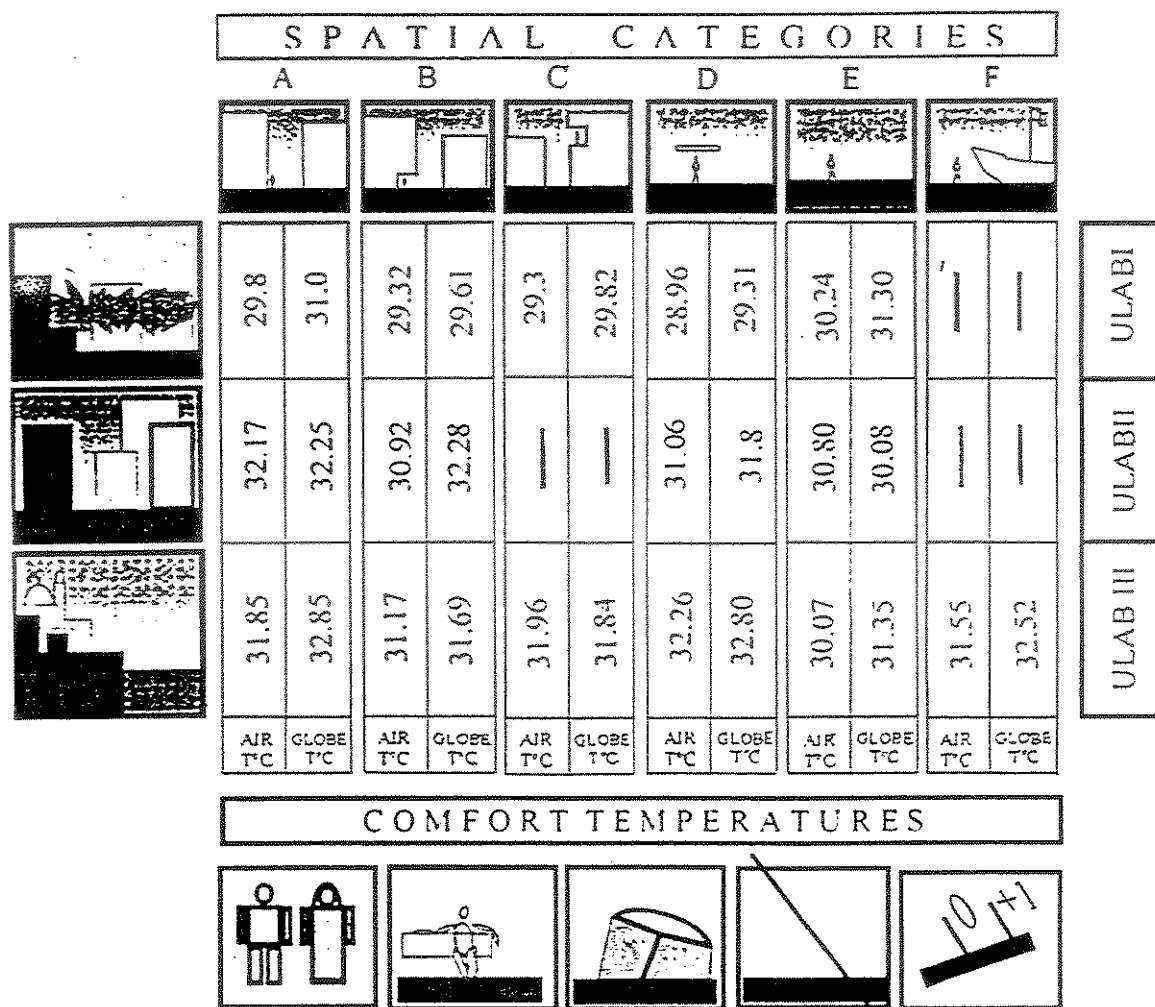 SPATIAL CATEGORIES
A B C D E F
29.8 31.0 29.32 29.61 29.3 29.82 28.96 29.31 30.24 31.30 — — ULABI
32.17 32.25 30.92 32.28 — — 31.06 31.8 30.80 30.08 — — ULABII
31.85 32.85 31.17 31.69 31.96 31.84 32.26 32.80 30.07 31.35 31.55 32.52 ULAB III
AIR GLOBE AIR GLOBE AIR GLOBE AIR GLOBE AIR GLOBE AIR GLOBE
T°C T°C T°C T°C T°C T°C T°C T°C T°C T°C T°C T°C
COMFORT TEMPERATURES
0 +1